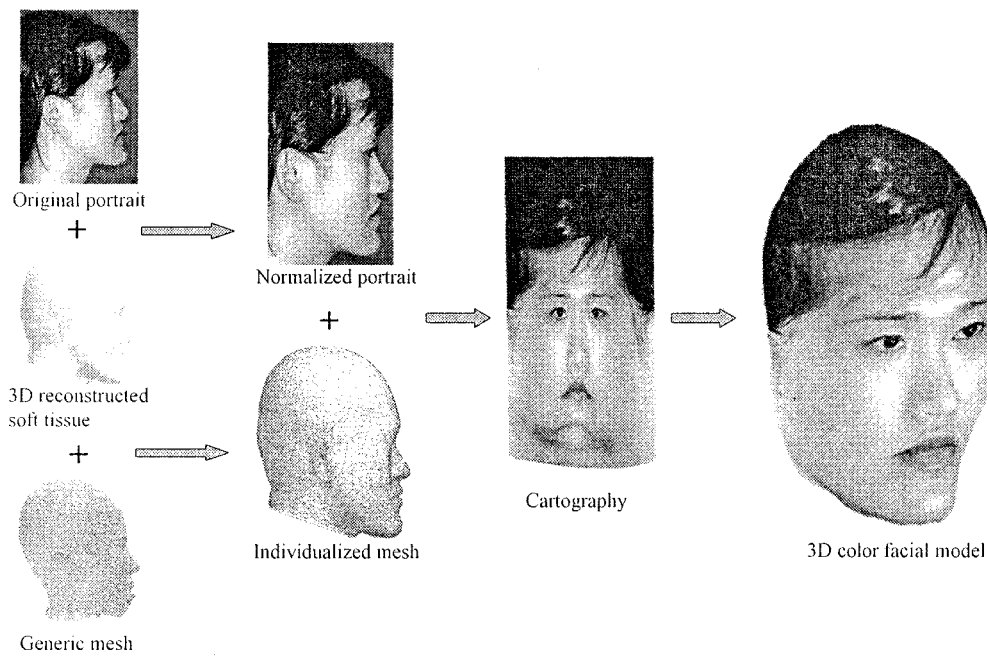 Original portrait
Normalized portrait
3D reconstructed
soft tissue
Individualized mesh
Generic mesh
Cartography
3D color facial model